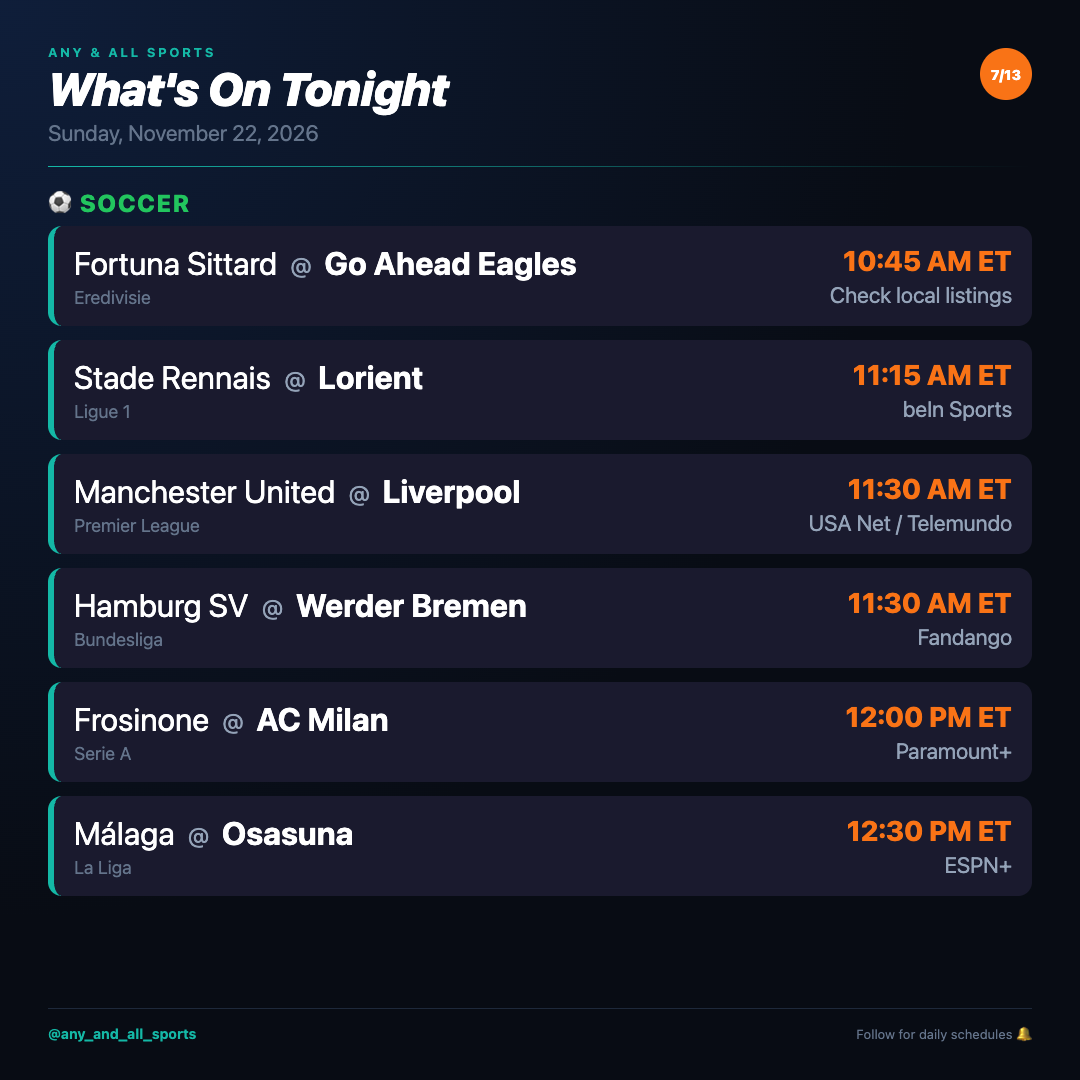 ANY & ALL SPORTS
What's On Tonight
7/13
Sunday, November 22, 2026
⚽ SOCCER
Fortuna Sittard @ Go Ahead Eagles
10:45 AM ET
Eredivisie
Check local listings
Stade Rennais @ Lorient
11:15 AM ET
Ligue 1
beIn Sports
Manchester United @ Liverpool
11:30 AM ET
Premier League
USA Net / Telemundo
Hamburg SV @ Werder Bremen
11:30 AM ET
Bundesliga
Fandango
Frosinone @ AC Milan
12:00 PM ET
Serie A
Paramount+
Málaga @ Osasuna
12:30 PM ET
La Liga
ESPN+
@any_and_all_sports
Follow for daily schedules 🔔